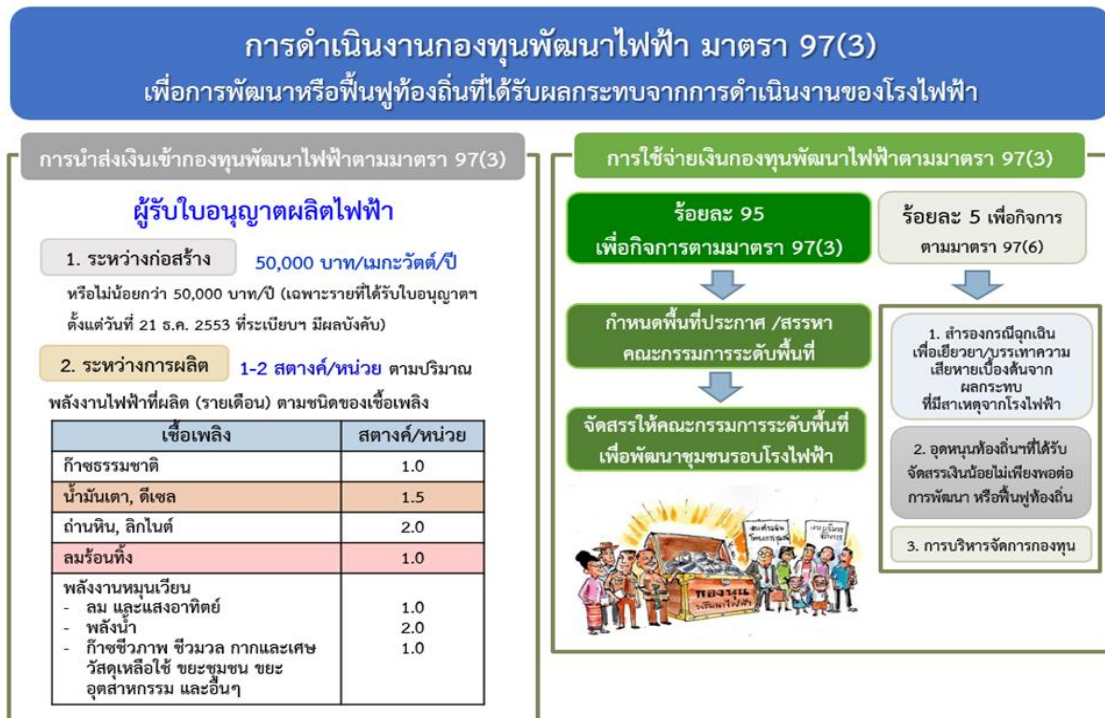 การดำเนินงานกองทุนพัฒนาไฟฟ้า มาตรา 97(3)
เพื่อการพัฒนาหรือฟื้นฟูท้องถิ่นที่ได้รับผลกระทบจากการดำเนินงานของโรงไฟฟ้า
การนำส่งเงินเข้ากองทุนพัฒนาไฟฟ้าตามมาตรา 97(3)
ผู้รับใบอนุญาตผลิตไฟฟ้า
1. ระหว่างก่อสร้าง 50,000 บาท/เมกะวัตต์/ปี
หรือไม่น้อยกว่า 50,000 บาท/ปี (เฉพาะรายที่ได้รับใบอนุญาตฯ
ตั้งแต่วันที่ 21 ธ.ค. 2553 ที่ระเบียบฯ มีผลบังคับ)
2. ระหว่างการผลิต 1-2 สตางค์/หน่วย ตามปริมาณ
พลังงานไฟฟ้าที่ผลิต (รายเดือน) ตามชนิดของเชื้อเพลิง
เชื้อเพลิง สตางค์/หน่วย
ก๊าซธรรมชาติ 1.0
น้ำมันเตา, ดีเซล 1.5
ถ่านหิน, ลิกไนต์ 2.0
ลมร้อนทิ้ง 1.0
พลังงานหมุนเวียน
- ลม และแสงอาทิตย์ 1.0
- พลังน้ำ 2.0
- ก๊าซชีวภาพ ชีวมวล กากและเศษ 1.0
วัสดุเหลือใช้ ขยะชุมชน ขยะ
อุตสาหกรรม และอื่นๆ
การใช้จ่ายเงินกองทุนพัฒนาไฟฟ้าตามมาตรา 97(3)
ร้อยละ 95
เพื่อกิจการตามมาตรา 97(3)
กำหนดพื้นที่ประกาศ /สรรหา
คณะกรรมการระดับพื้นที่
จัดสรรให้คณะกรรมการระดับพื้นที่
เพื่อพัฒนาชุมชนรอบโรงไฟฟ้า
กองทุน
พัฒนาไฟฟ้า
ร้อยละ 5 เพื่อกิจการ
ตามมาตรา 97(6)
1. สำรองกรณีฉุกเฉิน
เพื่อเยียวยา/บรรเทาความ
เสียหายเบื้องต้นจาก
ผลกระทบ
ที่มีสาเหตุจากโรงไฟฟ้า
2. อุดหนุนท้องถิ่นฯที่ได้รับ
จัดสรรเงินน้อยไม่เพียงพอต่อ
การพัฒนา หรือฟื้นฟูท้องถิ่น
3. การบริหารจัดการกองทุน